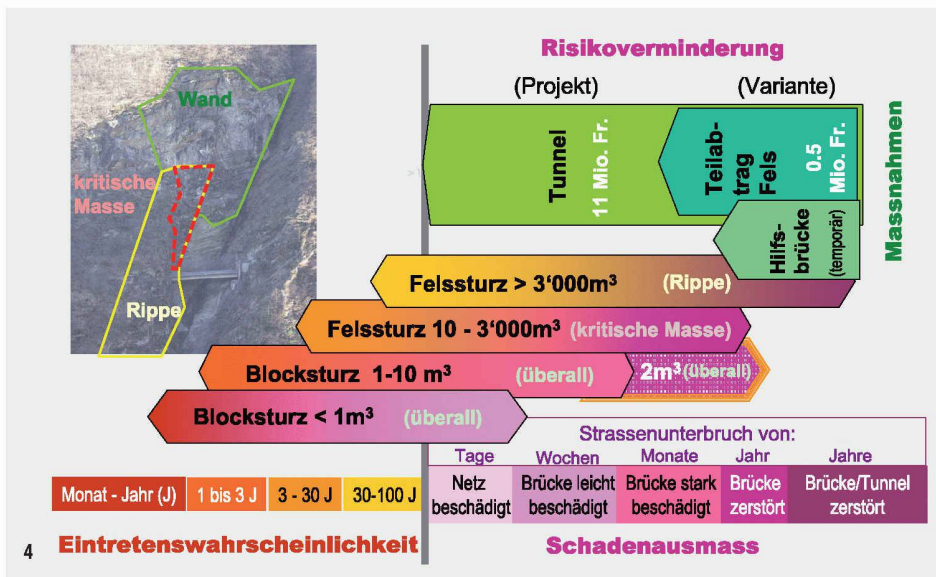 Risikoverminderung
(Projekt)
(Variante)
Wand
kritische
Masse
Rippe
Tunnel
11 Mio. Fr.
Teilab-
trag
Fels
0.5
Mio. Fr.
Massnahmen
Hilfs-
brücke
(temporär)
Felssturz > 3‘000m³ (Rippe)
Felssturz 10 - 3‘000m³ (kritische Masse)
Blocksturz 1-10 m³ (überall)
2m³ (überall)
Blocksturz < 1m³ (überall)
Strassenunterbruch von:
Tage Wochen Monate Jahr Jahre
Monat - Jahr (J) 1 bis 3 J 3 - 30 J 30-100 J
Netz
beschädigt
Brücke leicht
beschädigt
Brücke stark
beschädigt
Brücke
zerstört
Brücke/Tunnel
zerstört
4
Eintretenswahrscheinlichkeit
Schadenausmass